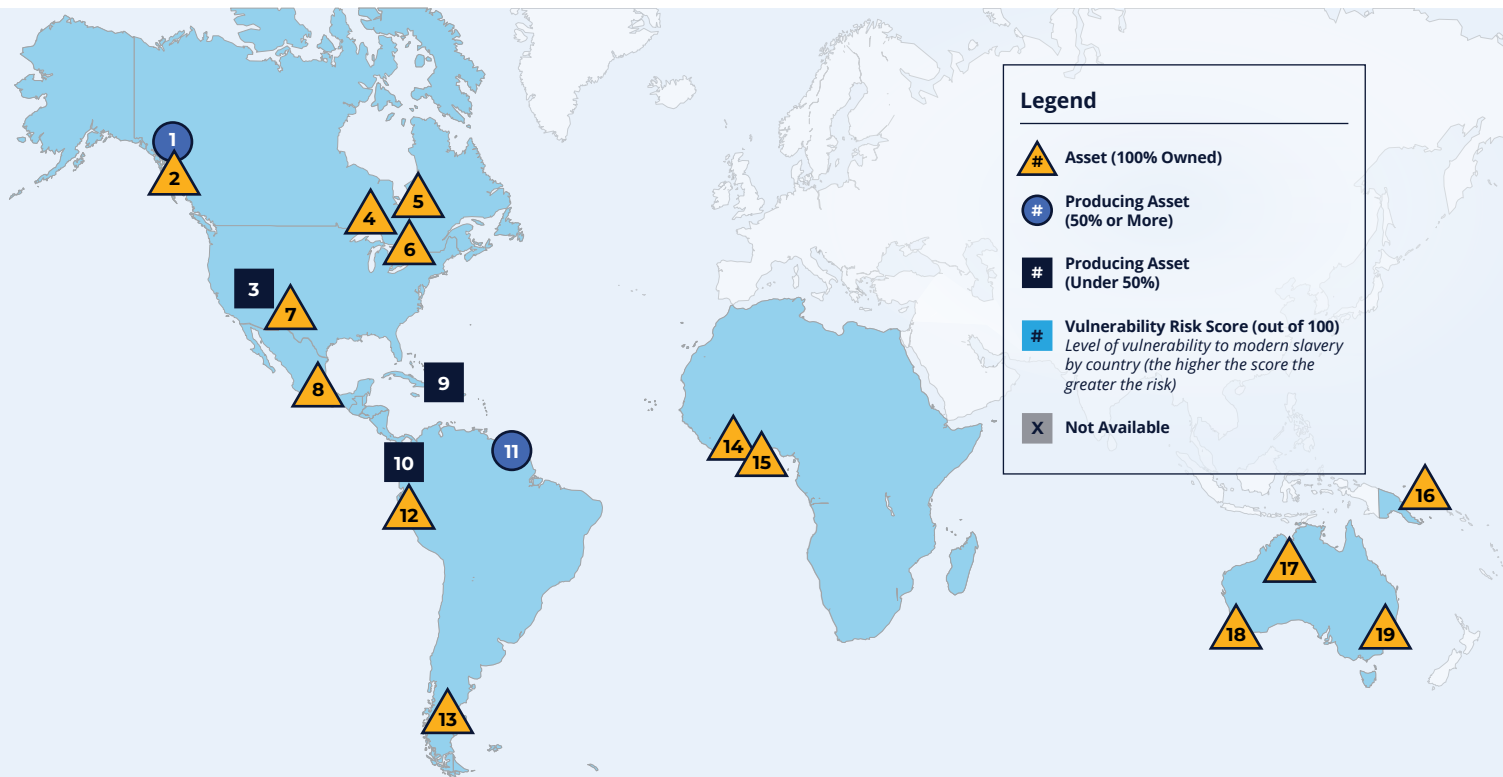 Legend
# Asset (100% Owned)
# Producing Asset
(50% or More)
# Producing Asset
(Under 50%)
# Vulnerability Risk Score (out of 100)
Level of vulnerability to modern slavery
by country (the higher the score the
greater the risk)
X Not Available
1
2
3
4
5
6
7
8
9
10
11
12
13
14
15
16
17
18
19